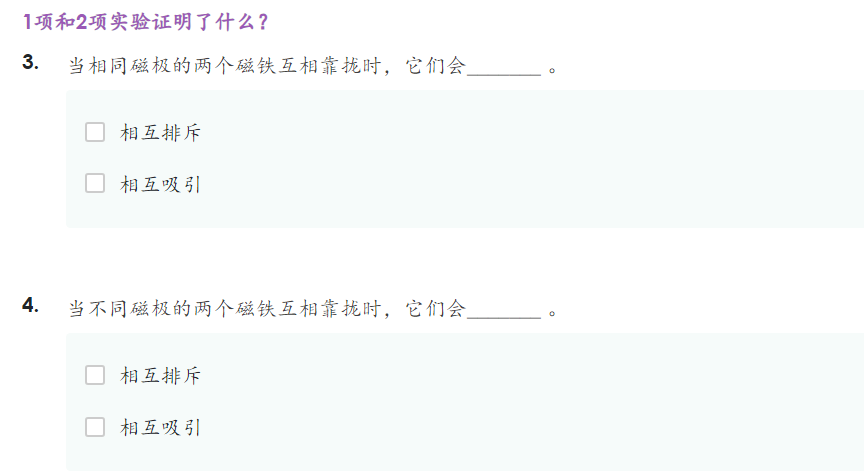 1项和2项实验证明了什么?
3. 当相同磁极的两个磁铁互相靠拢时，它们会_______ 。
相互排斥
相互吸引
4. 当不同磁极的两个磁铁互相靠拢时，它们会_______ 。
相互排斥
相互吸引